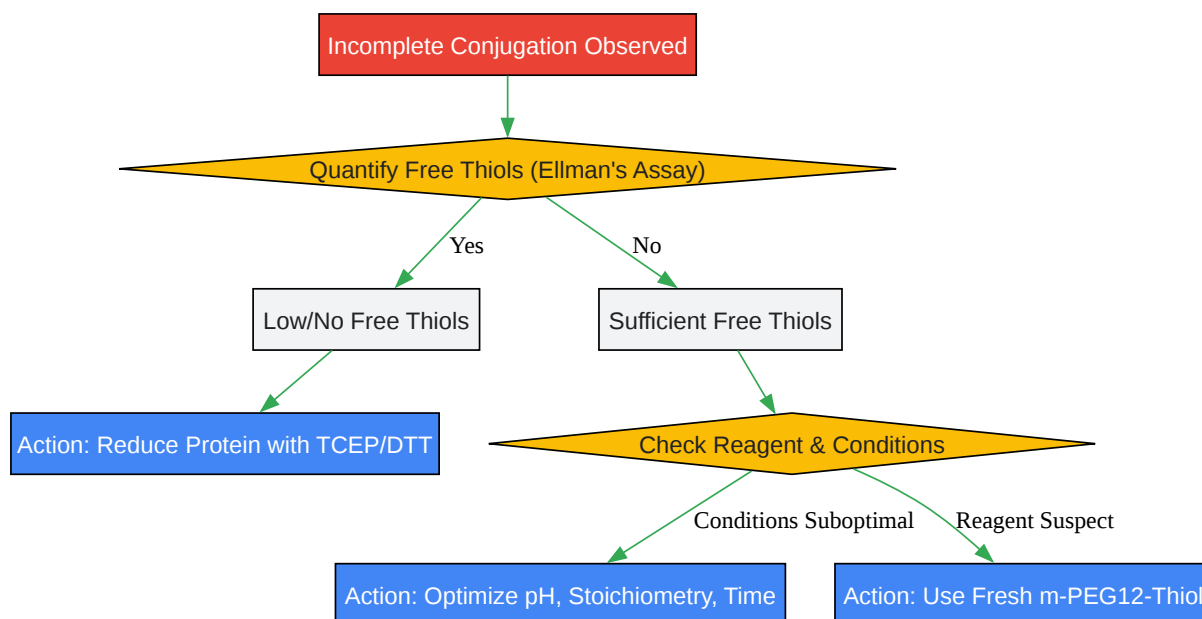 Incomplete Conjugation Observed
Quantify Free Thiols (Ellman's Assay)
Yes
No
Low/No Free Thiols
Sufficient Free Thiols
Action: Reduce Protein with TCEP/DTT
Check Reagent & Conditions
Conditions Suboptimal
Reagent Suspect
Action: Optimize pH, Stoichiometry, Time
Action: Use Fresh m-PEG12-Thiol